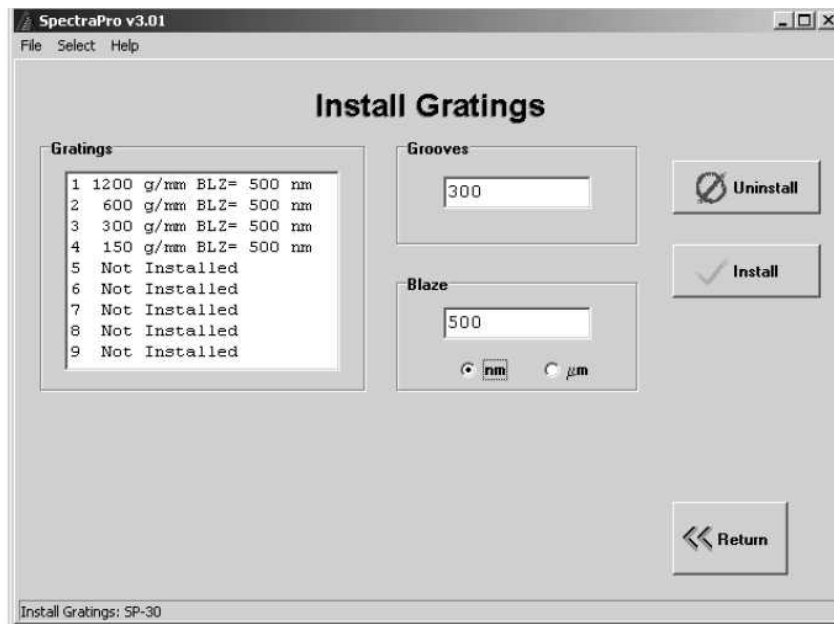 SpectraPro v3.01
File Select Help
Install Gratings
Gratings
1 1200 g/mm BLZ= 500 nm
2 600 g/mm BLZ= 500 nm
3 300 g/mm BLZ= 500 nm
4 150 g/mm BLZ= 500 nm
5 Not Installed
6 Not Installed
7 Not Installed
8 Not Installed
9 Not Installed
Grooves
300
Blaze
500
nm μm
Uninstall
Install
Return
Install Gratings: SP-30